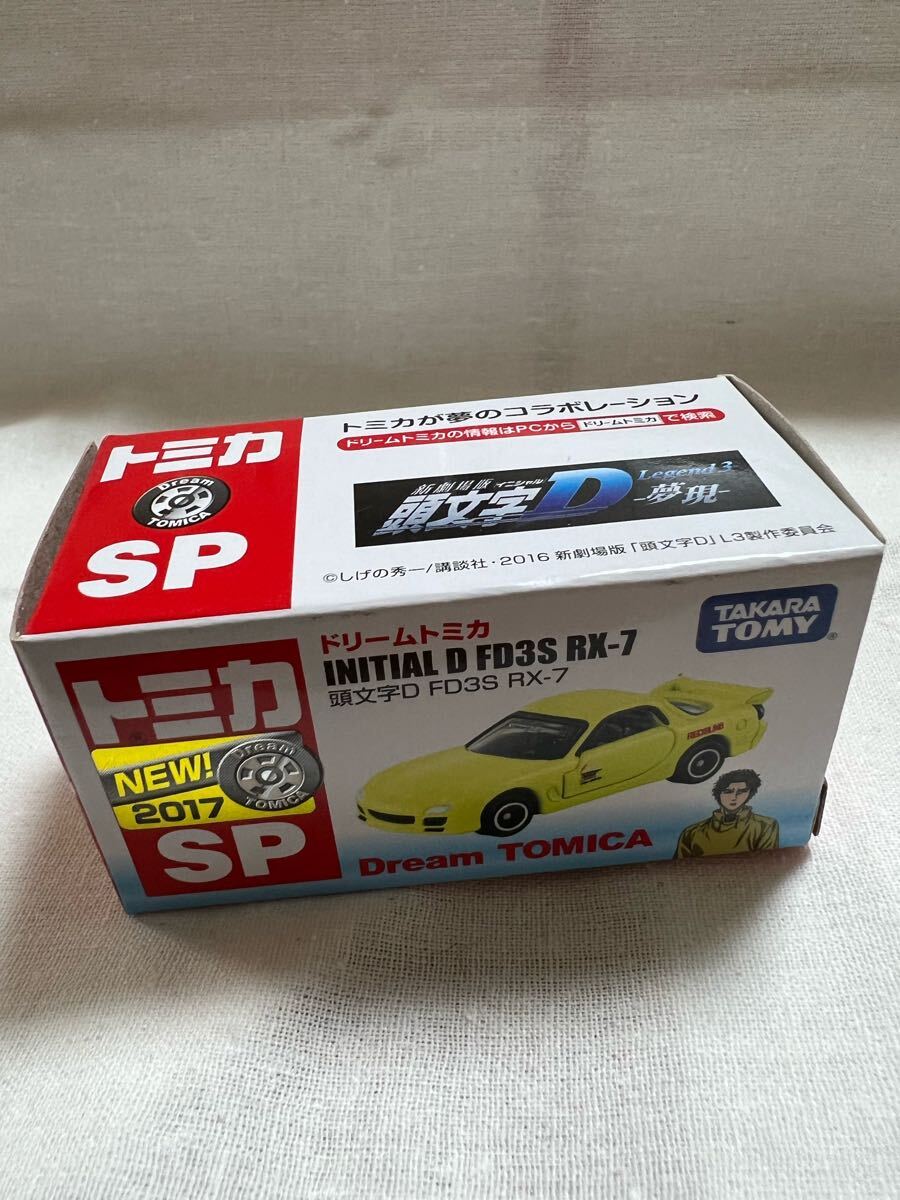 トミカ
Dream
TOMICA
SP
トミカが夢のコラボレーション
ドリームトミカの情報はPCから ドリームトミカ で検索
新劇場版 イニシャル
頭文字D Legend 3
-夢現-
©しげの秀一/講談社・2016 新劇場版「頭文字D」L3製作委員会
トミカ
NEW!
2017
Dream
TOMICA
SP
ドリームトミカ
INITIAL D FD3S RX-7
頭文字D FD3S RX-7
TAKARA
TOMY®
REDSUNS
Dream TOMICA